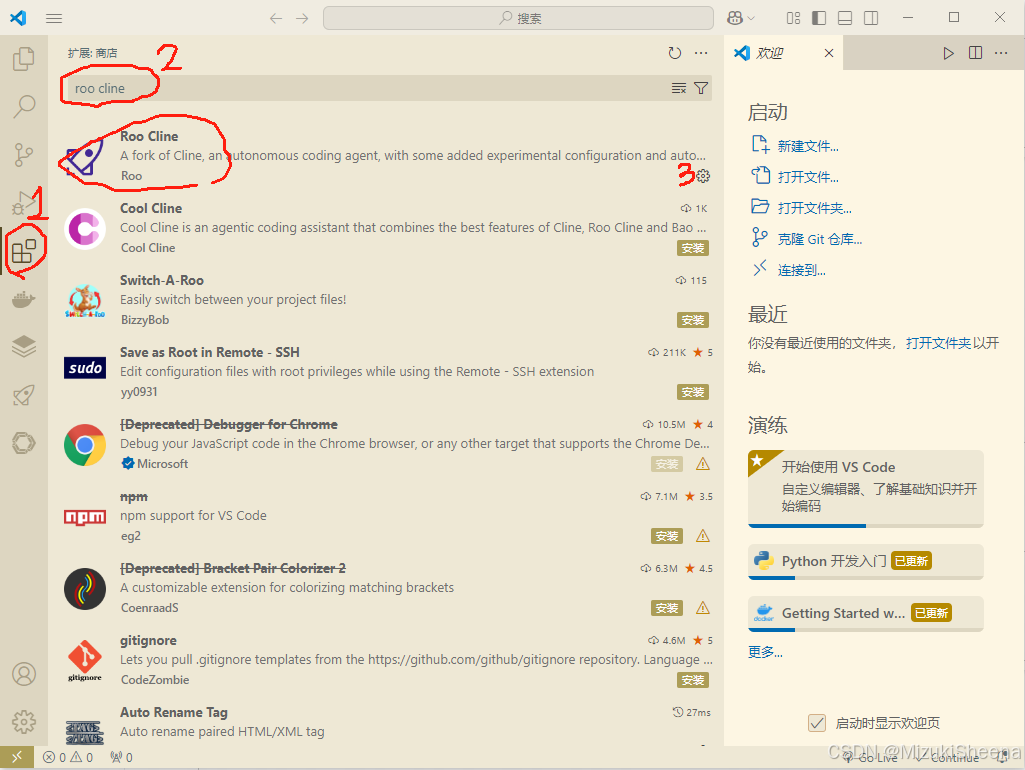 搜索
扩展: 商店
2
roo cline
Roo Cline
A fork of Cline, an autonomous coding agent, with some added experimental configuration and auto...
Roo
3
1
Cool Cline
1K
Cool Cline is an agentic coding assistant that combines the best features of Cline, Roo Cline and Bao ...
Cool Cline
安装
Switch-A-Roo
115
Easily switch between your project files!
SWITCH-A-ROO
BizzyBob
安装
Save as Root in Remote - SSH
211K
5
sudo
Edit configuration files with root privileges while using the Remote - SSH extension
yy0931
安装
[Deprecated] Debugger for Chrome
10.5M
4
Debug your JavaScript code in the Chrome browser, or any other target that supports the Chrome De...
Microsoft
安装
npm
7.1M
3.5
npm
npm support for VS Code
eg2
安装
[Deprecated] Bracket Pair Colorizer 2
6.3M
4.5
A customizable extension for colorizing matching brackets
CoenraadS
安装
gitignore
4.6M
5
Lets you pull .gitignore templates from the https://github.com/github/gitignore repository. Language ...
gitignore
CodeZombie
安装
Auto Rename Tag
27ms
Auto rename paired HTML/XML tag
0
0
0
欢迎
启动
新建文件...
打开文件...
打开文件夹...
克隆 Git 仓库...
连接到...
最近
你没有最近使用的文件夹，打开文件夹以开
始。
演练
开始使用 VS Code
自定义编辑器、了解基础知识并开
始编码
Python 开发入门
已更新
docker
Getting Started w...
已更新
更多...
启动时显示欢迎页
Go Live
Continue
CSDN @MizukiSheena